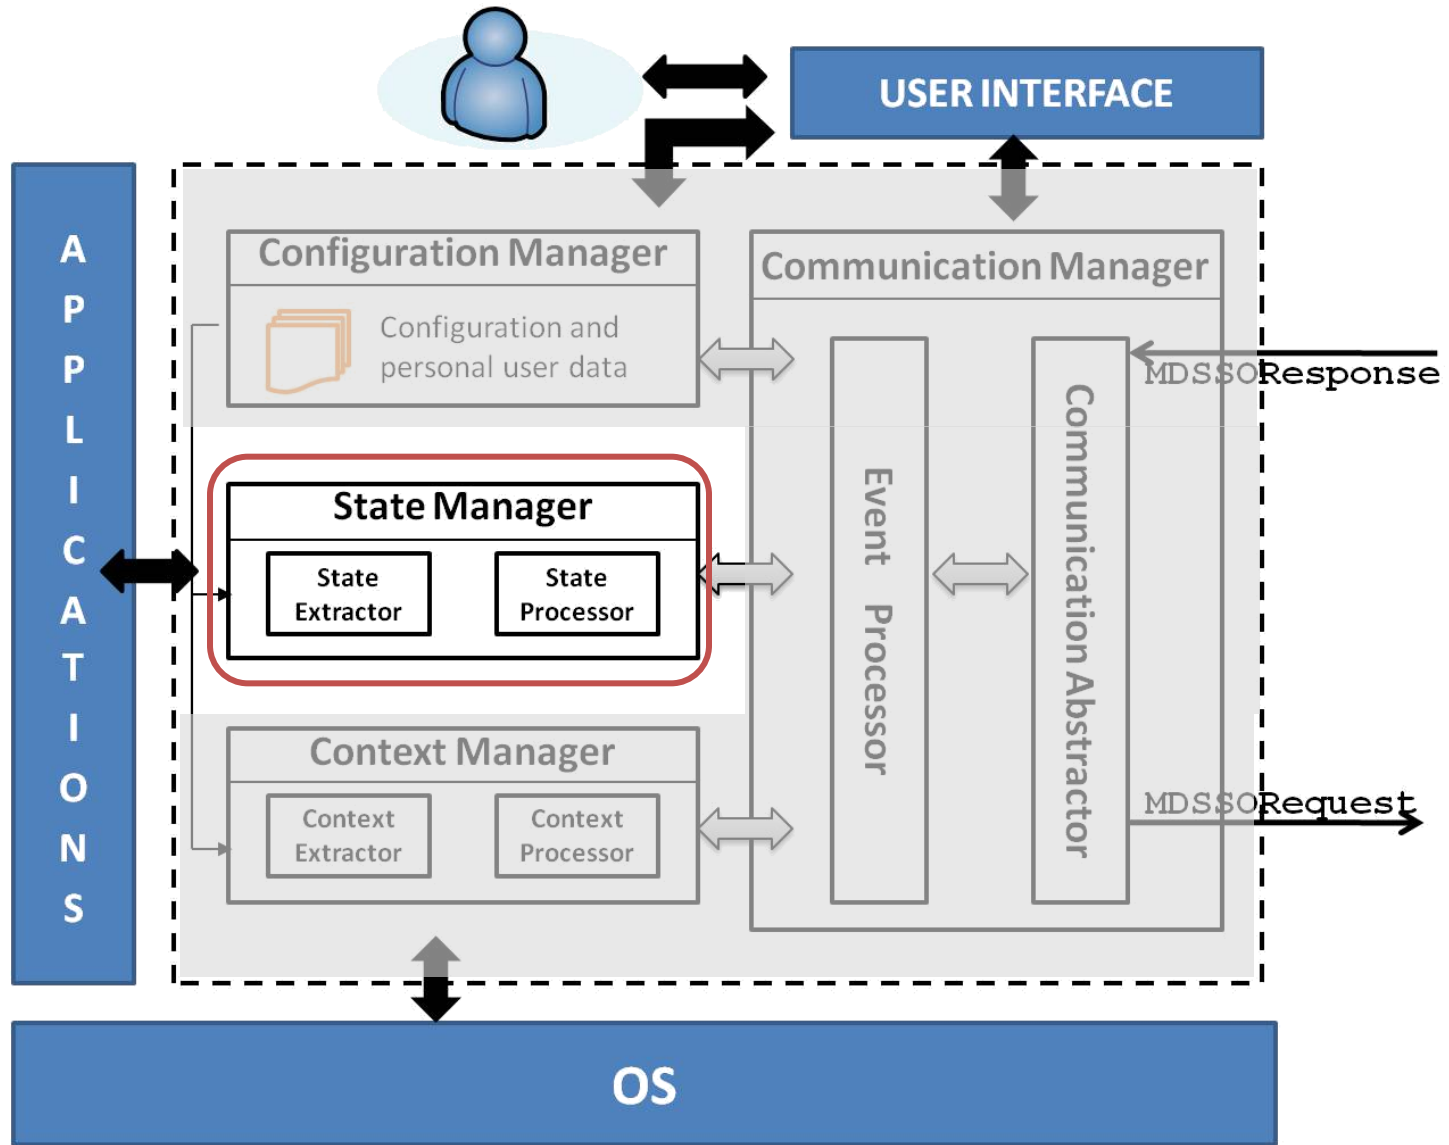 USER INTERFACE
APPLICATIONS
Configuration Manager
Configuration and
personal user data
Communication Manager
MDSSOResponse
State Manager
State
Extractor
State
Processor
Event Processor
Communication Abstractor
Context Manager
Context
Extractor
Context
Processor
MDSSORequest
OS